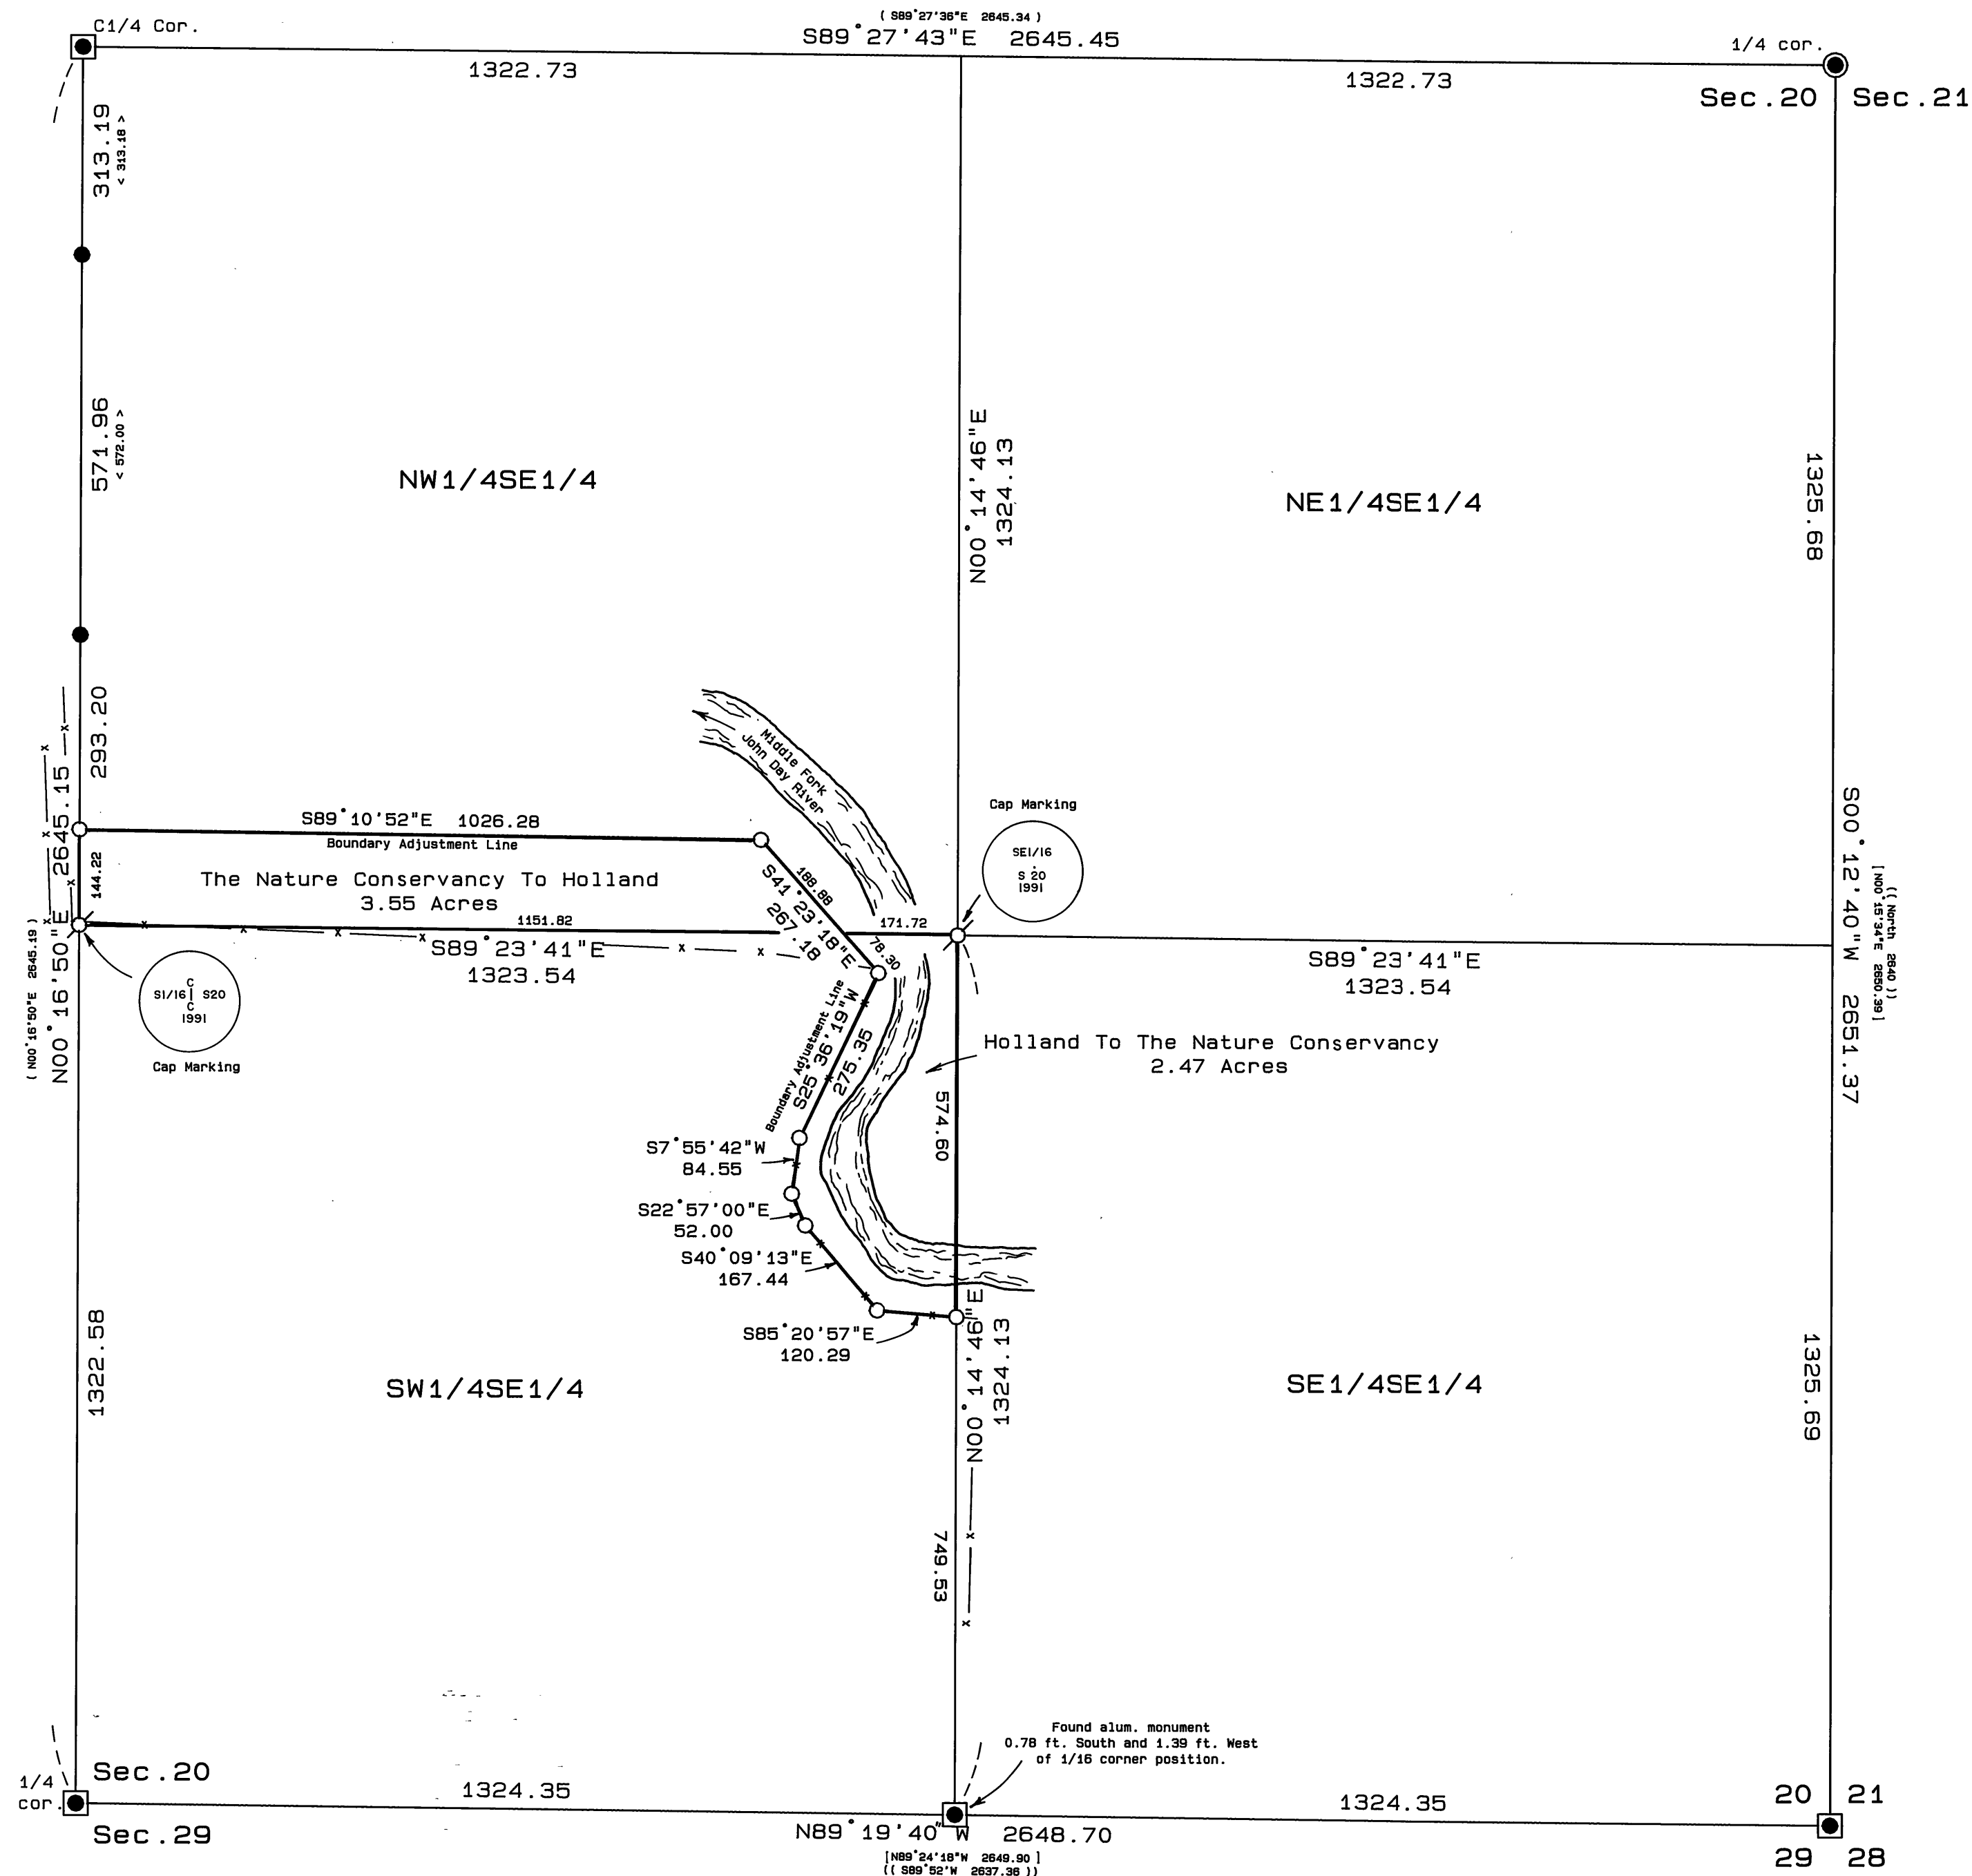 ( S89°27'36"E 2645.34 )
S89°27'43"E 2645.45
C1/4 Cor.
1/4 cor.
1322.73
1322.73
Sec.20
Sec.21
313.19
< 313.18 >
571.96
< 572.00 >
NW1/4SE1/4
N00°14'46"E
1324.13
NE1/4SE1/4
1325.68
293.20
N00°16'50"E 2645.15
( N00°16'50"E 2645.19 )
Middle Fork
John Day River
S89°10'52"E 1026.28
Boundary Adjustment Line
144.22
The Nature Conservancy To Holland
3.55 Acres
1151.82
S89°23'41"E
1323.54
188.88
S41°23'18"E
267.18
78.30
171.72
Cap Marking
SE1/16
S 20
1991
S89°23'41"E
1323.54
S00°12'40"W 2651.37
(( North 2640 ))
[ N00°15'34"E 2650.39 ]
C
S1/16 S20
C
1991
Cap Marking
Boundary Adjustment Line
S25°36'19"W
275.35
Holland To The Nature Conservancy
2.47 Acres
574.60
S7°55'42"W
84.55
S22°57'00"E
52.00
S40°09'13"E
167.44
S85°20'57"E
120.29
1322.58
SW1/4SE1/4
N00°14'46"E
1324.13
SE1/4SE1/4
1325.69
749.53
Found alum. monument
0.78 ft. South and 1.39 ft. West
of 1/16 corner position.
1/4
cor.
Sec.20
Sec.29
1324.35
1324.35
20 21
29 28
N89°19'40"W 2648.70
[N89°24'18"W 2649.90 ]
(( S89°52'W 2637.36 ))